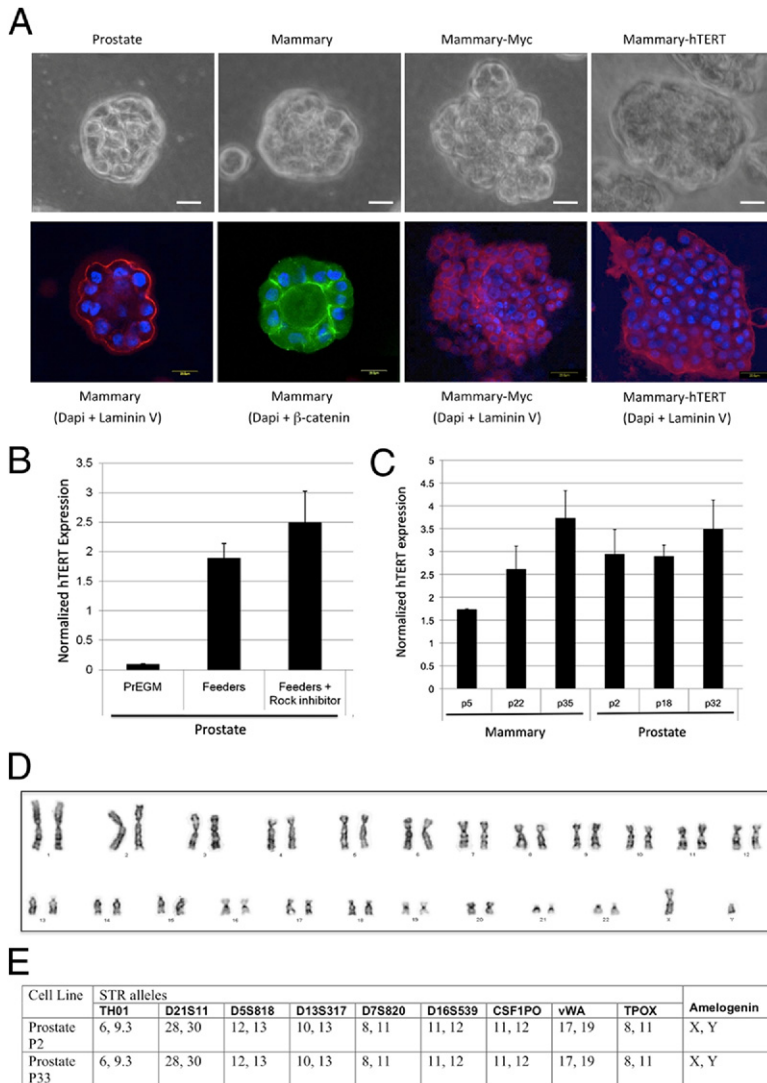 A
Prostate
Mammary
Mammary-Myc
Mammary-hTERT
Mammary
(Dapi + Laminin V)
Mammary
(Dapi + β-catenin
Mammary-Myc
(Dapi + Laminin V)
Mammary-hTERT
(Dapi + Laminin V)
B
Normalized hTERT Expression
3.5
3
2.5
2
1.5
1
0.5
0
PrEGM
Feeders
Feeders +
Rock inhibitor
Prostate
C
Normalized hTERT expression
5
4.5
4
3.5
3
2.5
2
1.5
1
0.5
0
p5
p22
p35
p2
p18
p32
Mammary
Prostate
D
1 2 3 4 5 6 7 8 9 10 11 12
13 14 15 16 17 18 19 20 21 22 X Y
E
Cell Line STR alleles Amelogenin
TH01 D21S11 D5S818 D13S317 D7S820 D16S539 CSF1PO vWA TPOX
Prostate 6, 9.3 28, 30 12, 13 10, 13 8, 11 11, 12 11, 12 17, 19 8, 11 X, Y
P2
Prostate 6, 9.3 28, 30 12, 13 10, 13 8, 11 11, 12 11, 12 17, 19 8, 11 X, Y
P33